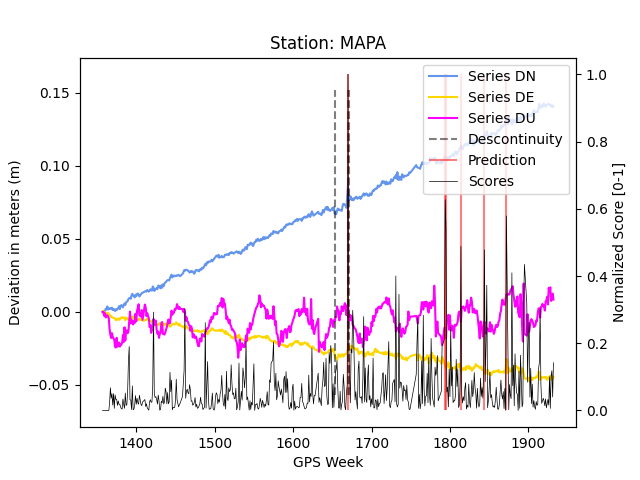 Station: MAPA
Series DN
Series DE
Series DU
Descontinuity
Prediction
Scores
0.15
0.10
0.05
0.00
−0.05
1.0
0.8
0.6
0.4
0.2
0.0
Deviation in meters (m)
Normalized Score [0-1]
1400 1500 1600 1700 1800 1900
GPS Week